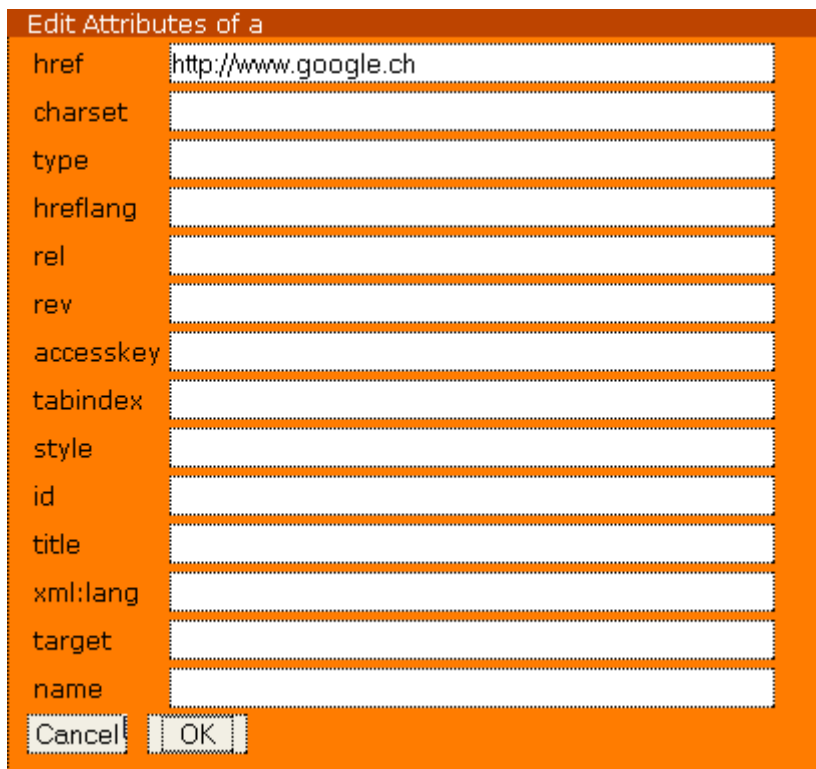 Edit Attributes of a
href http://www.google.ch
charset
type
hreflang
rel
rev
accesskey
tabindex
style
id
title
xml:lang
target
name
Cancel OK